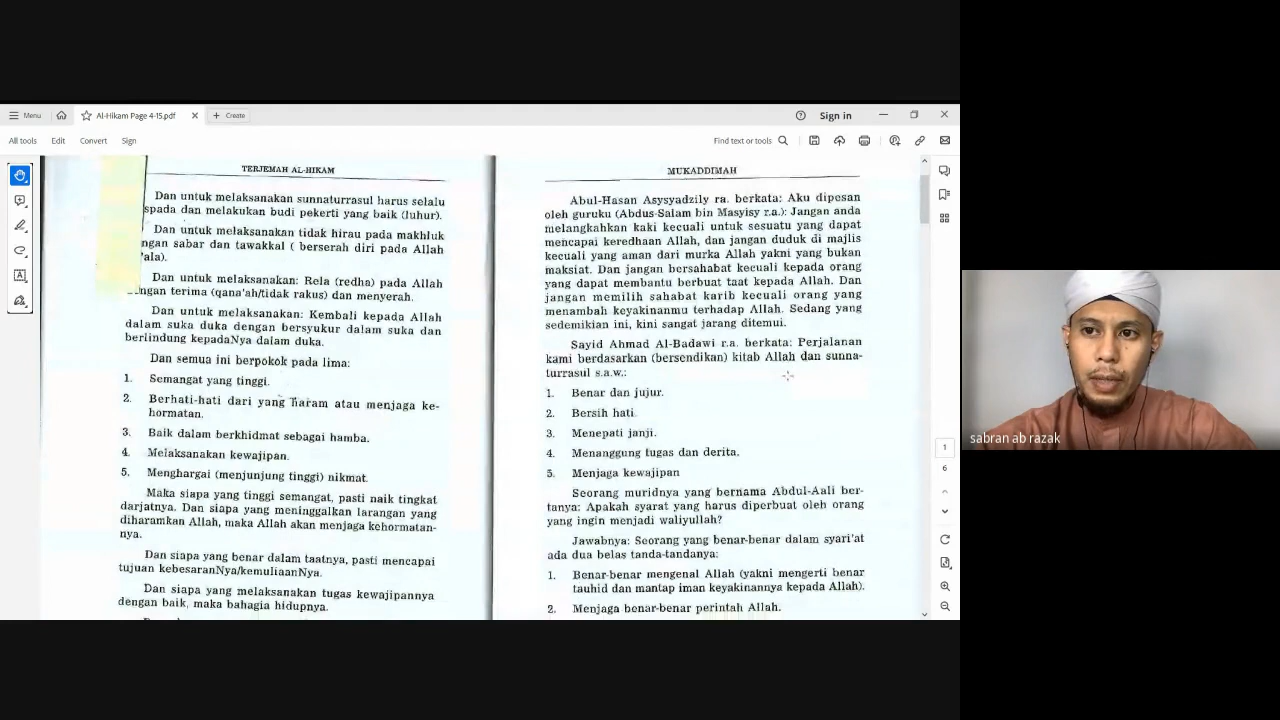 Menu
Al-Hikam Page 4-15.pdf
Create
Sign in
All tools
Edit
Convert
Sign
Find text or tools
TERJEMAH AL-HIKAM
Dan untuk melaksanakan sunnaturrasul harus selalu
spada dan melakukan budi pekerti yang baik (luhur).
Dan untuk melaksanakan tidak hirau pada makhluk
ngan sabar dan tawakkal ( berserah diri pada Allah
'ala).
Dan untuk melaksanakan: Rela (redha) pada Allah
engan terima (qana'ah/tidak rakus) dan menyerah.
Dan untuk melaksanakan: Kembali kepada Allah
dalam suka duka dengan bersyukur dalam suka dan
berlindung kepadaNya dalam duka.
Dan semua ini berpokok pada lima:
1. Semangat yang tinggi.
2. Berhati-hati dari yang haram atau menjaga ke-
hormatan.
3. Baik dalam berkhidmat sebagai hamba.
4. Melaksanakan kewajipan.
5. Menghargai (menjunjung tinggi) nikmat.
Maka siapa yang tinggi semangat, pasti naik tingkat
darjatnya. Dan siapa yang meninggalkan larangan yang
diharamkan Allah, maka Allah akan menjaga kehormatan-
nya.
Dan siapa yang benar dalam taatnya, pasti mencapai
tujuan kebesaranNya/kemuliaanNya.
Dan siapa yang melaksanakan tugas kewajipannya
dengan baik, maka bahagia hidupnya.
MUKADDIMAH
Abul-Hasan Asysyadzily ra. berkata: Aku dipesan
oleh guruku (Abdus-Salam bin Masyisy r.a.): Jangan anda
melangkahkan kaki kecuali untuk sesuatu yang dapat
mencapai keredhaan Allah, dan jangan duduk di majlis
kecuali yang aman dari murka Allah yakni yang bukan
maksiat. Dan jangan bersahabat kecuali kepada orang
yang dapat membantu berbuat taat kepada Allah. Dan
jangan memilih sahabat karib kecuali orang yang
menambah keyakinanmu terhadap Allah. Sedang yang
sedemikian ini, kini sangat jarang ditemui.
Sayid Ahmad Al-Badawi r.a. berkata: Perjalanan
kami berdasarkan (bersendikan) kitab Allah dan sunna-
turrasul s.a.w.:
1. Benar dan jujur.
2. Bersih hati.
3. Menepati janji.
4. Menanggung tugas dan derita.
5. Menjaga kewajipan
Seorang muridnya yang bernama Abdul-Aali ber-
tanya: Apakah syarat yang harus diperbuat oleh orang
yang ingin menjadi waliyullah?
Jawabnya: Seorang yang benar-benar dalam syari'at
ada dua belas tanda-tandanya:
1. Benar-benar mengenal Allah (yakni mengerti benar
tauhid dan mantap iman keyakinannya kepada Allah).
2. Menjaga benar-benar perintah Allah.
1
6
sabran ab razak